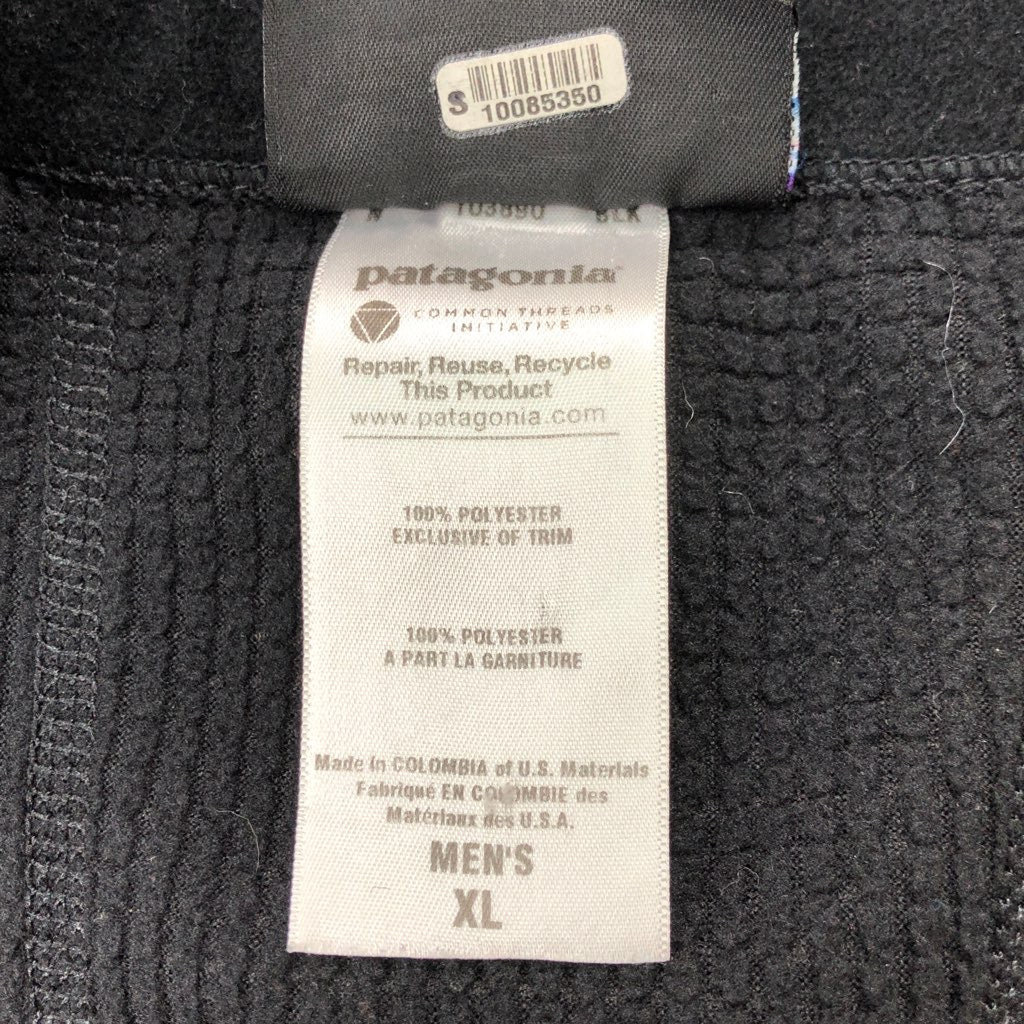 S
10085350
patagonia
COMMON THREADS
INITIATIVE
Repair, Reuse, Recycle
This Product
www.patagonia.com
100% POLYESTER
EXCLUSIVE OF TRIM
100% POLYESTER
A PART LA GARNITURE
Made in COLOMBIA of U.S. Materials
Fabriqué EN COLOMBIE des
Matériaux des U.S.A.
MEN'S
XL